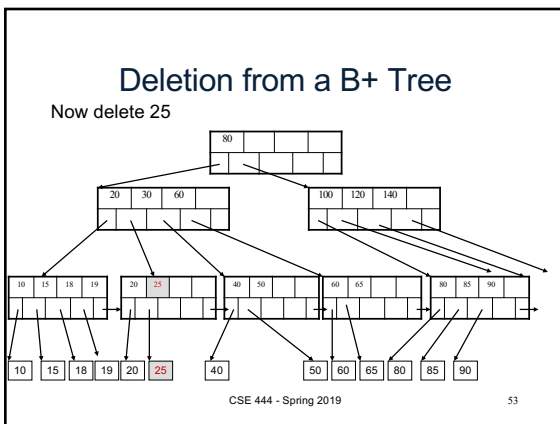 Deletion from a B+ Tree
Now delete 25
80
20 30 60
100 120 140
10 15 18 19
20 25
40 50
60 65
80 85 90
10 15 18 19 20 25 40 50 60 65 80 85 90
CSE 444 - Spring 2019 53